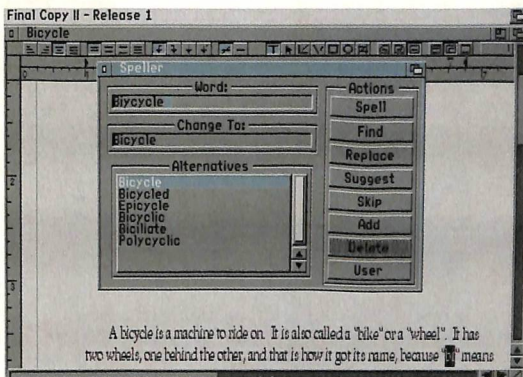 Final Copy II - Release 1
Bicycle
Speller
Word:
Biycycle
Change To:
Bicycle
Alternatives
Bicycle
Bicycled
Epicycle
Bicyclic
Biciliate
Polycyclic
Actions
Spell
Find
Replace
Suggest
Skip
Add
Delete
User
0
2
3
A bicycle is a machine to ride on. It is also called a "bike" or a "wheel". It has
two wheels, one behind the other, and that is how it got its name, because "bi" means